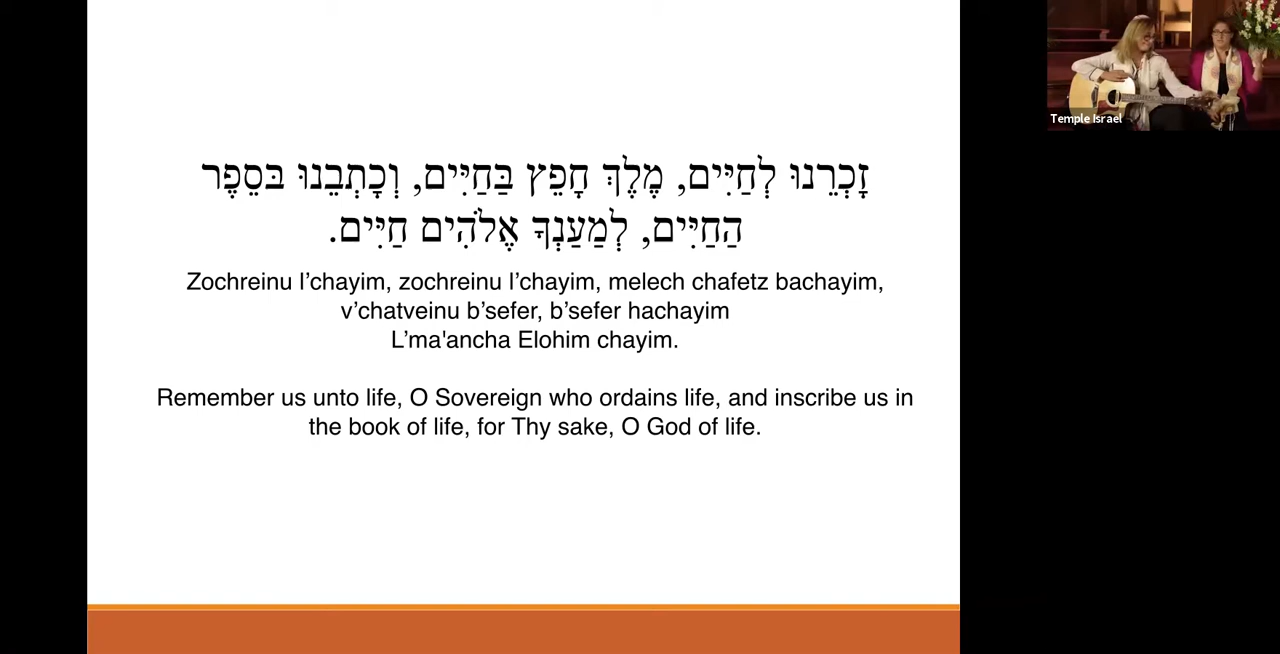 זָכְרֵנוּ לְחַיִּים, מֶלֶךְ חָפֵץ בַּחַיִּים, וְכָתְבֵנוּ בּסֵפֶר
הַחַיִּים, לְמַעַנְךָ אֱלֹהִים חַיִּים.
Zochreinu l’chayim, zochreinu l’chayim, melech chafetz bachayim,
v’chatveinu b’sefer, b’sefer hachayim
L’ma'ancha Elohim chayim.
Remember us unto life, O Sovereign who ordains life, and inscribe us in
the book of life, for Thy sake, O God of life.
Temple Israel